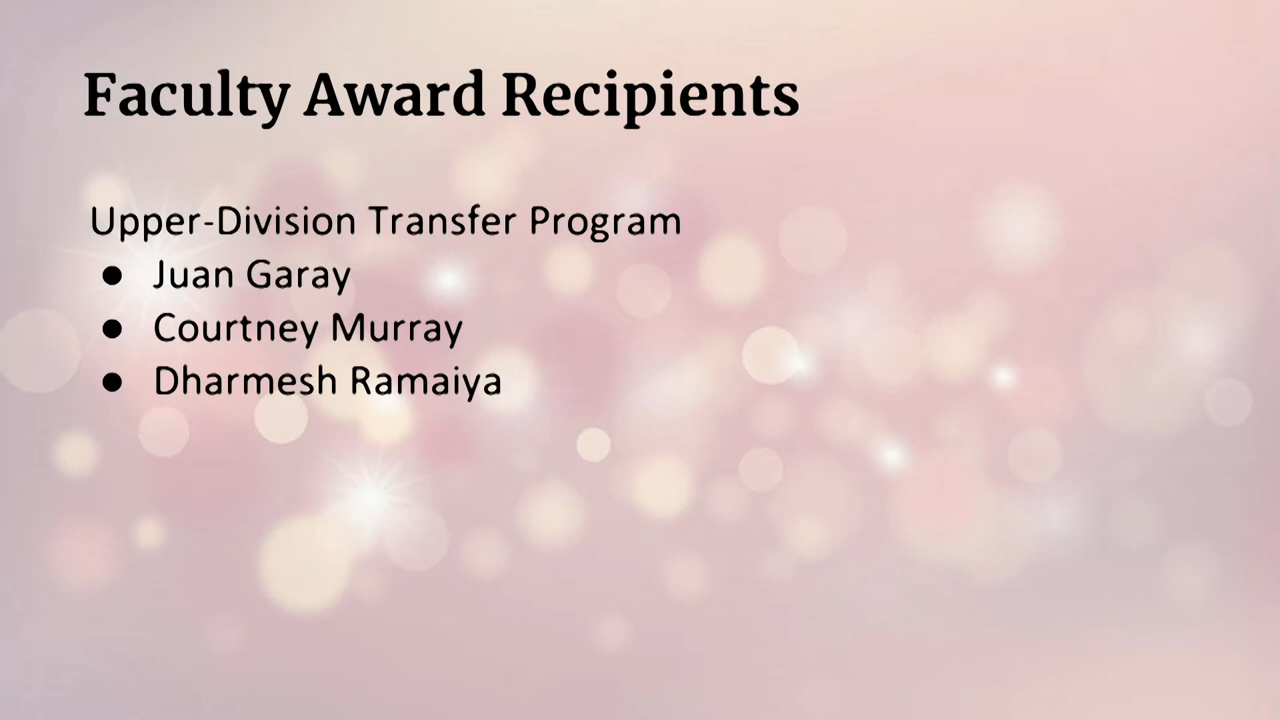 Faculty Award Recipients
Upper-Division Transfer Program
● Juan Garay
● Courtney Murray
● Dharmesh Ramaiya